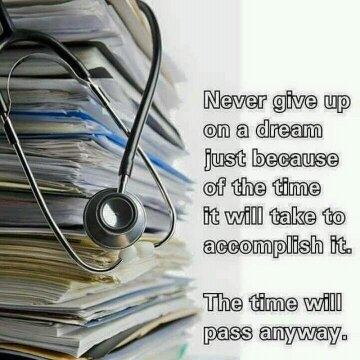 Never give up
on a dream
just because
of the time
it will take to
accomplish it.
The time will
pass anyway.